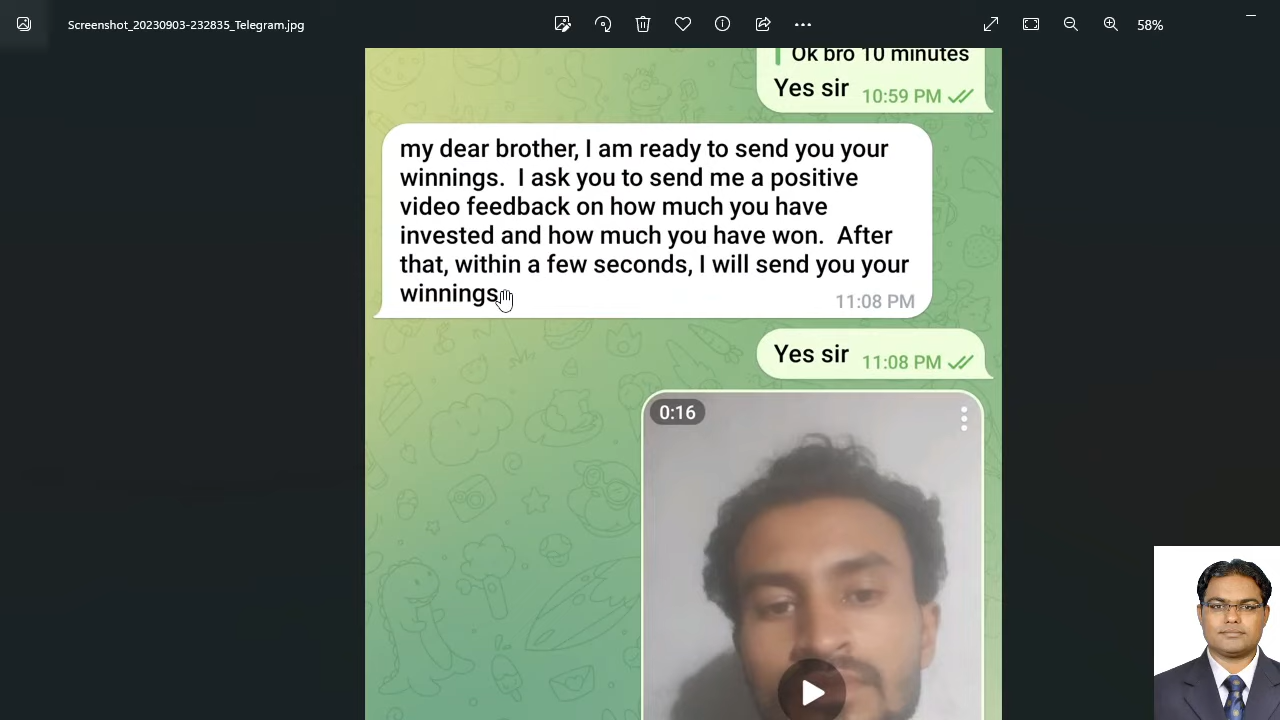 Screenshot_20230903-232835_Telegram.jpg
58%
Ok bro 10 minutes
Yes sir 10:59 PM
my dear brother, I am ready to send you your
winnings.  I ask you to send me a positive
video feedback on how much you have
invested and how much you have won.  After
that, within a few seconds, I will send you your
winnings
11:08 PM
Yes sir 11:08 PM
0:16